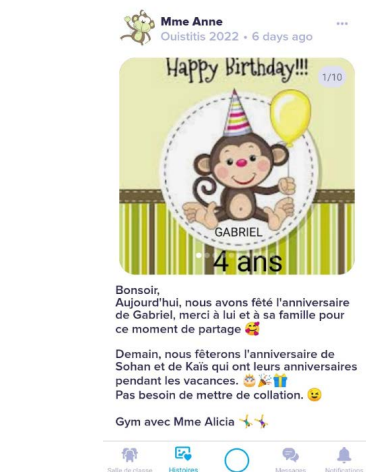 Mme Anne
Ouistitis 2022 • 6 days ago
Happy Birthday!!!
1/10
GABRIEL
4 ans
Bonsoir,
Aujourd'hui, nous avons fêté l'anniversaire
de Gabriel, merci à lui et à sa famille pour
ce moment de partage 🥰
Demain, nous fêterons l'anniversaire de
Sohan et de Kaïs qui ont leurs anniversaires
pendant les vacances. 🎂🎉🎁
Pas besoin de mettre de collation. 😉
Gym avec Mme Alicia 🤸‍♂️🤸‍♀️
Salle de classe
Histoires
Messages
Notifications